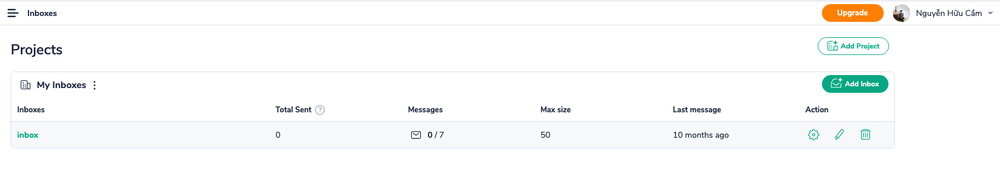 Inboxes
Upgrade
Nguyễn Hữu Cầm
Projects
Add Project
My Inboxes
Add Inbox
Inboxes Total Sent ? Messages Max size Last message Action
inbox 0 0 / 7 50 10 months ago